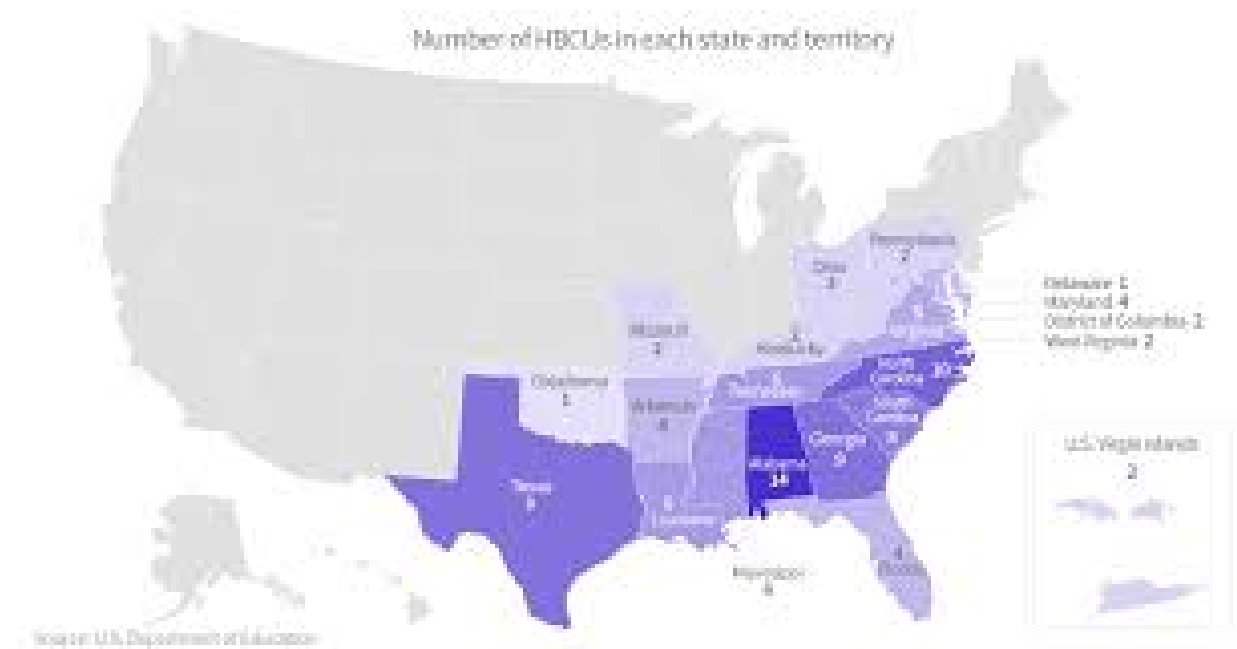 Number of HBCUs in each state and territory
Pennsylvania
2
Ohio
Delaware 1
Maryland 4
District of Columbia 2
West Virginia 2
Missouri
2
Kentucky
Oklahoma
1
Tennessee
North
Carolina
10
Arkansas
4
South
Carolina
8
Georgia
9
Alabama
14
Texas
9
Louisiana
Mississippi
6
4
Florida
U.S. Virgin Islands
2
Source: U.S. Department of Education